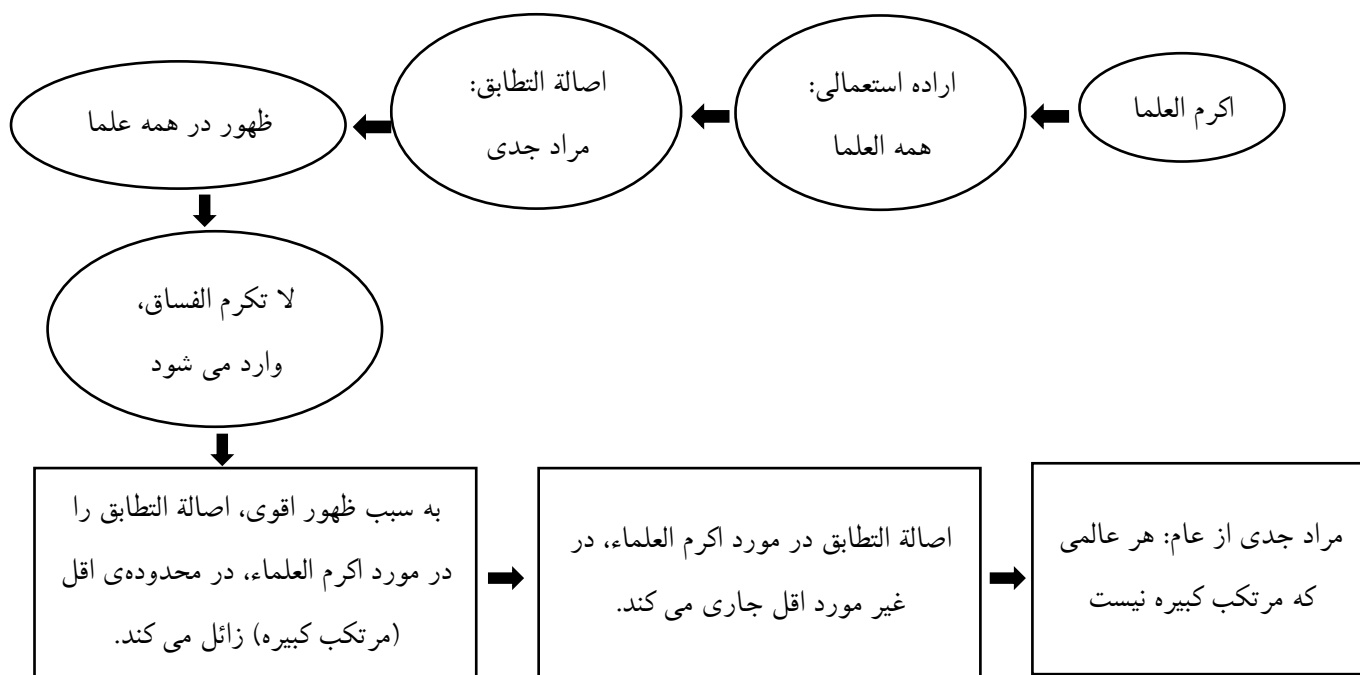 اکرم العلما
اراده استعمالی:
همه العلما
اصالة التطابق:
مراد جدی
ظهور در همه علما
لا تکرم الفساق،
وارد می شود
به سبب ظهور اقوی، اصالة التطابق را
در مورد اکرم العلماء، در محدوده‌ی اقل
(مرتکب کبیره) زائل می کند.
اصالة التطابق در مورد اکرم العلماء، در
غیر مورد اقل جاری می کند.
مراد جدی از عام: هر عالمی
که مرتکب کبیره نیست